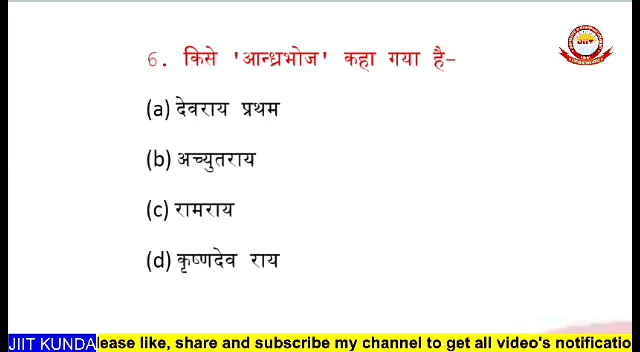 6. किसे 'आन्ध्रभोज' कहा गया है-
(a) देवराय प्रथम
(b) अच्युतराय
(c) रामराय
(d) कृष्णदेव राय
JIIT KUNDA lease like, share and subscribe my channel to get all video's notificatio